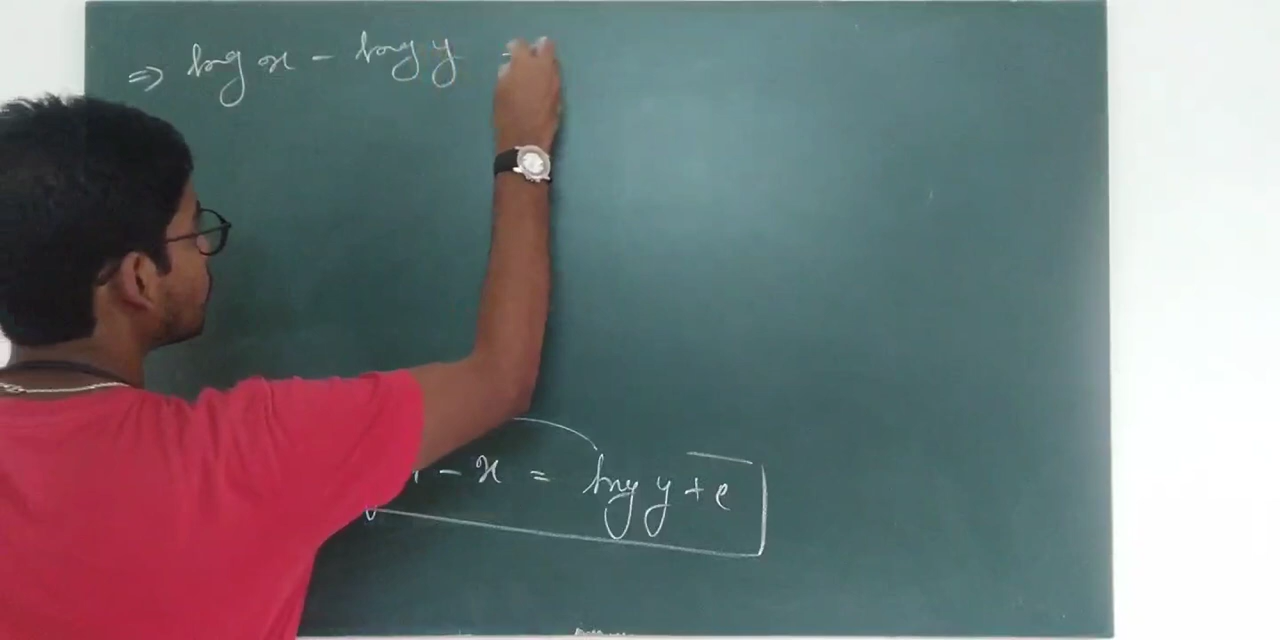 ⇒ log x - log y
- x = log y + c